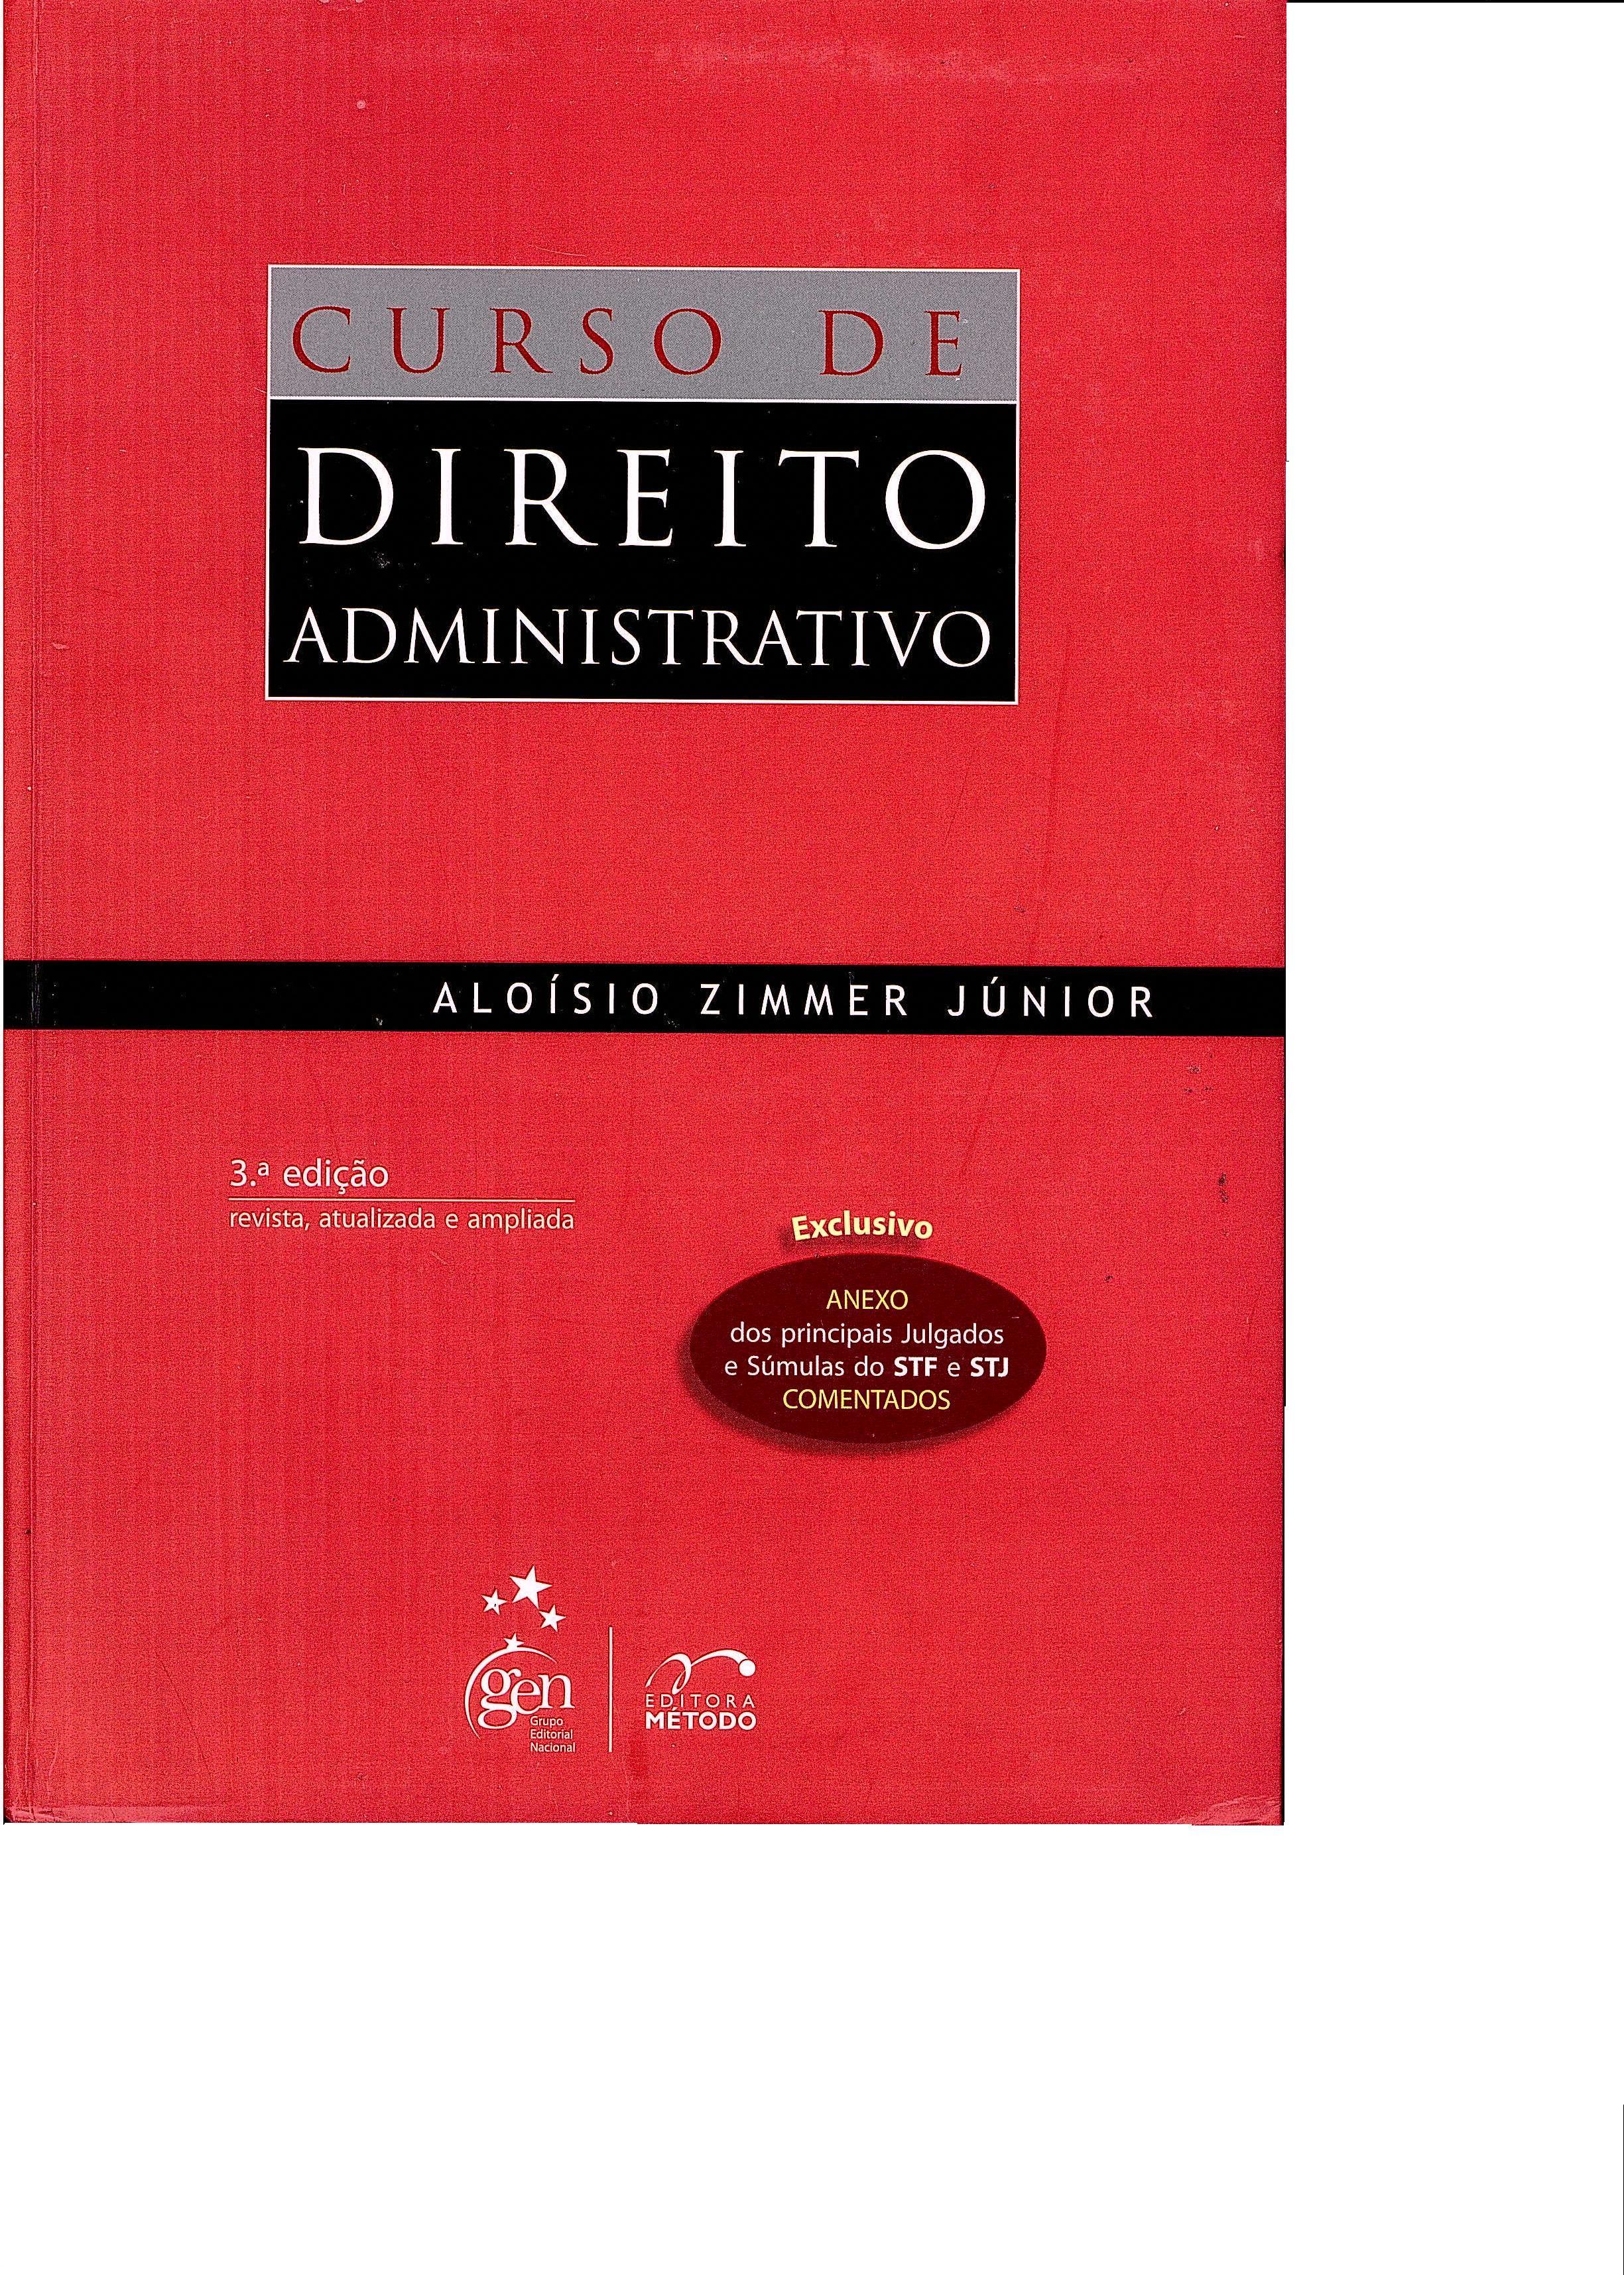 CURSO DE
DIREITO
ADMINISTRATIVO
ALOÍSIO ZIMMER JÚNIOR
3.ª edição
revista, atualizada e ampliada
Exclusivo
ANEXO
dos principais Julgados
e Súmulas do STF e STJ
COMENTADOS
gen
Grupo
Editorial
Nacional
EDITORA
MÉTODO